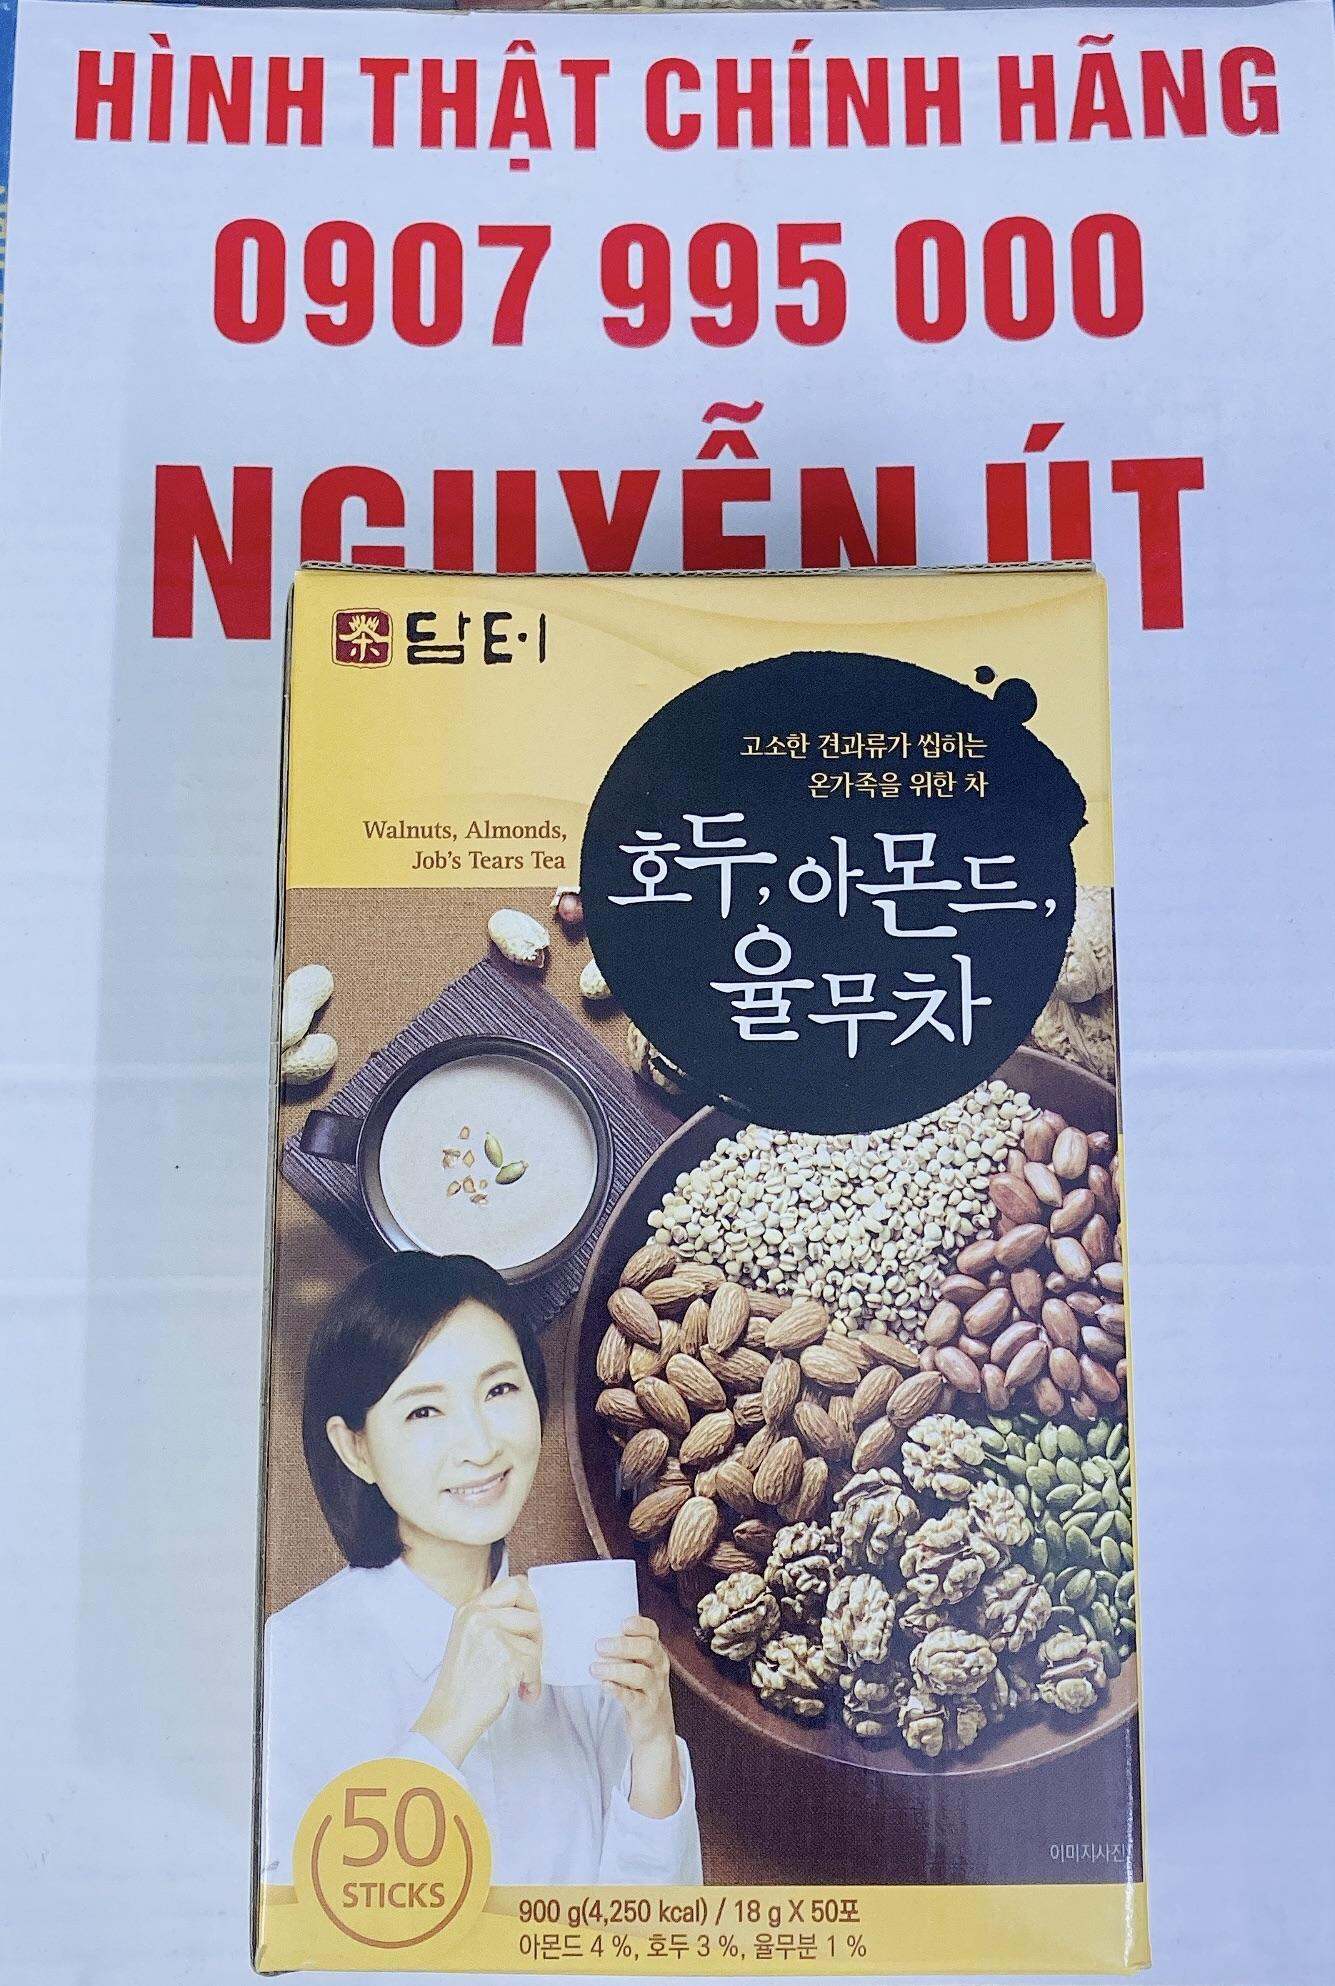 HÌNH THẬT CHÍNH HÃNG
0907 995 000
NGUYỄN ÚT
茶 담터
고소한 견과류가 씹히는
온가족을 위한 차
Walnuts, Almonds,
Job's Tears Tea
호두, 아몬드,
율무차
이미지사진
50
STICKS
900 g(4,250 kcal) / 18 g X 50포
아몬드 4 %, 호두 3 %, 율무분 1 %